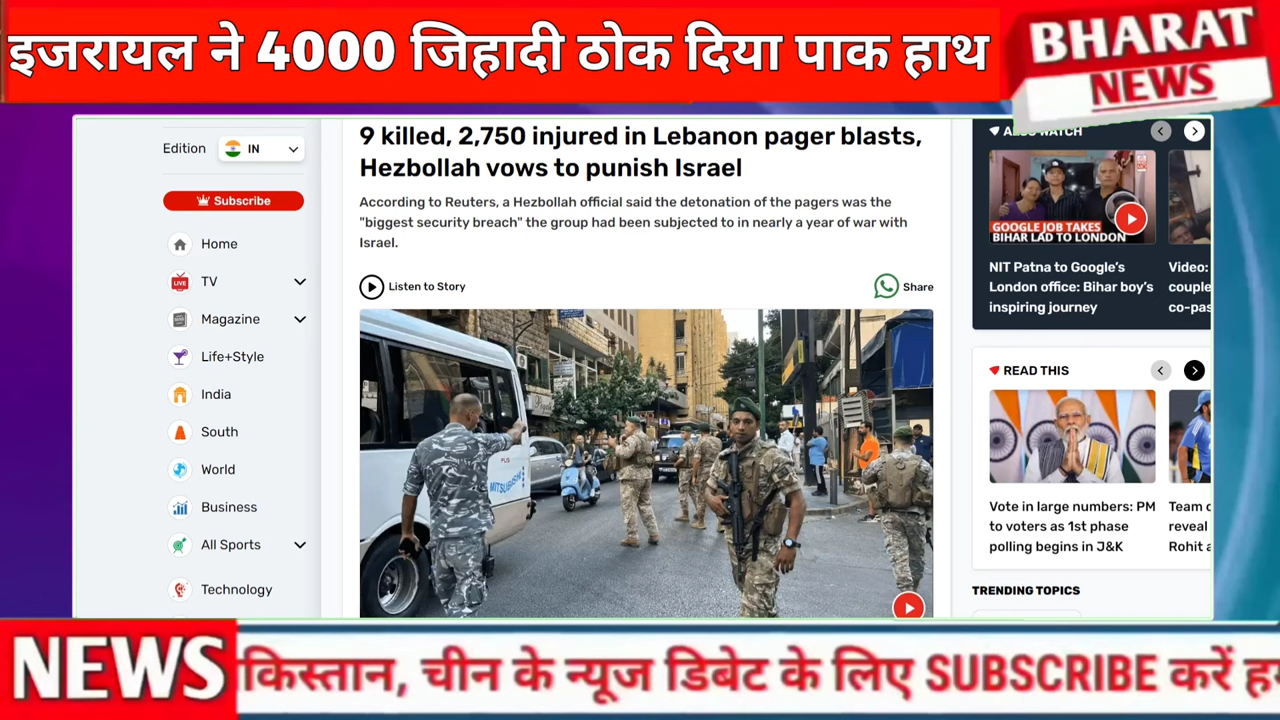 इजरायल ने 4000 जिहादी ठोक दिया पाक हाथ
BHARAT
NEWS
Edition
IN
Subscribe
Home
TV
Magazine
Life+Style
India
South
World
Business
All Sports
Technology
9 killed, 2,750 injured in Lebanon pager blasts,
Hezbollah vows to punish Israel
According to Reuters, a Hezbollah official said the detonation of the pagers was the
"biggest security breach" the group had been subjected to in nearly a year of war with
Israel.
Listen to Story
Share
MITSUBISHI
ALSO WATCH
GOOGLE JOB TAKES
BIHAR LAD TO LONDON
NIT Patna to Google's
London office: Bihar boy's
inspiring journey
Video:
couple
co-pas
READ THIS
Vote in large numbers: PM
to voters as 1st phase
polling begins in J&K
Team
reveal
Rohit
TRENDING TOPICS
NEWS
किस्तान, चीन के न्यूज डिबेट के लिए SUBSCRIBE करें